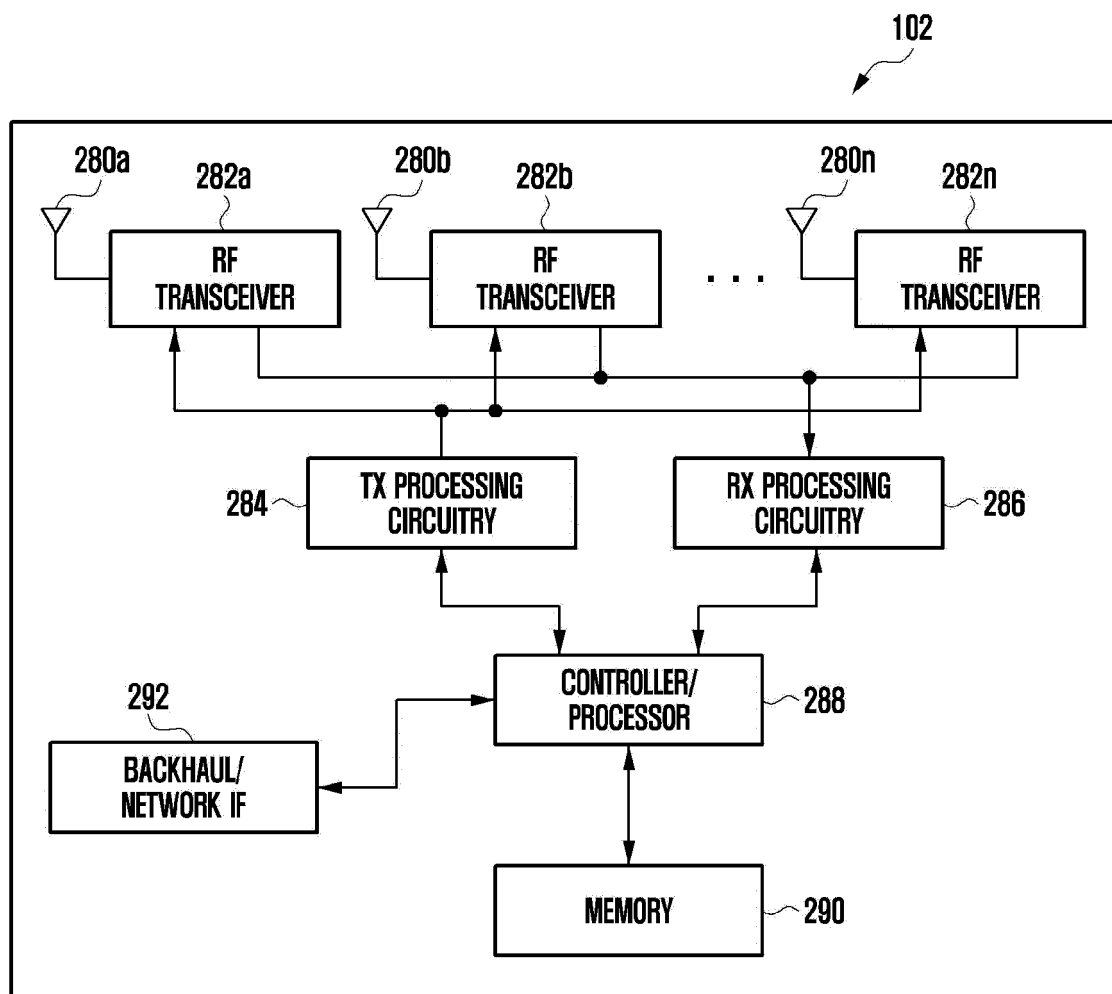 102
280a
282a
280b
282b
280n
282n
RF
TRANSCEIVER
RF
TRANSCEIVER
. . .
RF
TRANSCEIVER
284
TX PROCESSING
CIRCUITRY
RX PROCESSING
CIRCUITRY
286
CONTROLLER/
PROCESSOR
288
292
BACKHAUL/
NETWORK IF
MEMORY
290